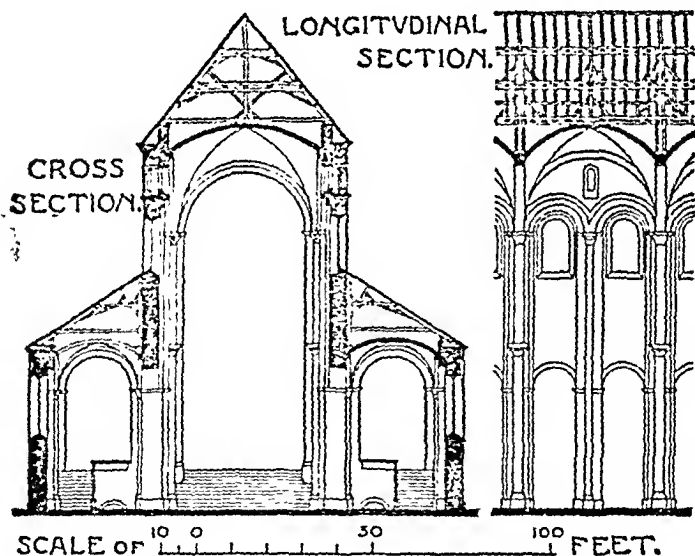 LONGITVDINAL
SECTION.
CROSS
SECTION.
SCALE OF 10 0 50 100 FEET.